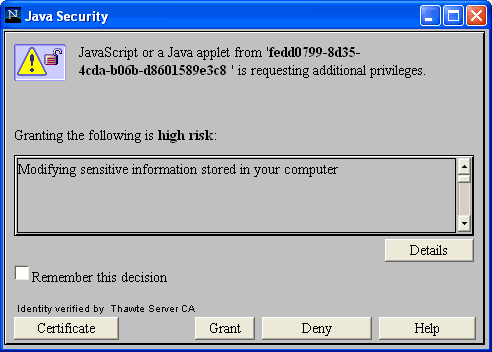 Java Security
JavaScript or a Java applet from 'fedd0799-8d35-
4cda-b06b-d8601589e3c8 ' is requesting additional privileges.
Granting the following is high risk:
Modifying sensitive information stored in your computer
Details
Remember this decision
Identity verified by Thawte Server CA
Certificate Grant Deny Help